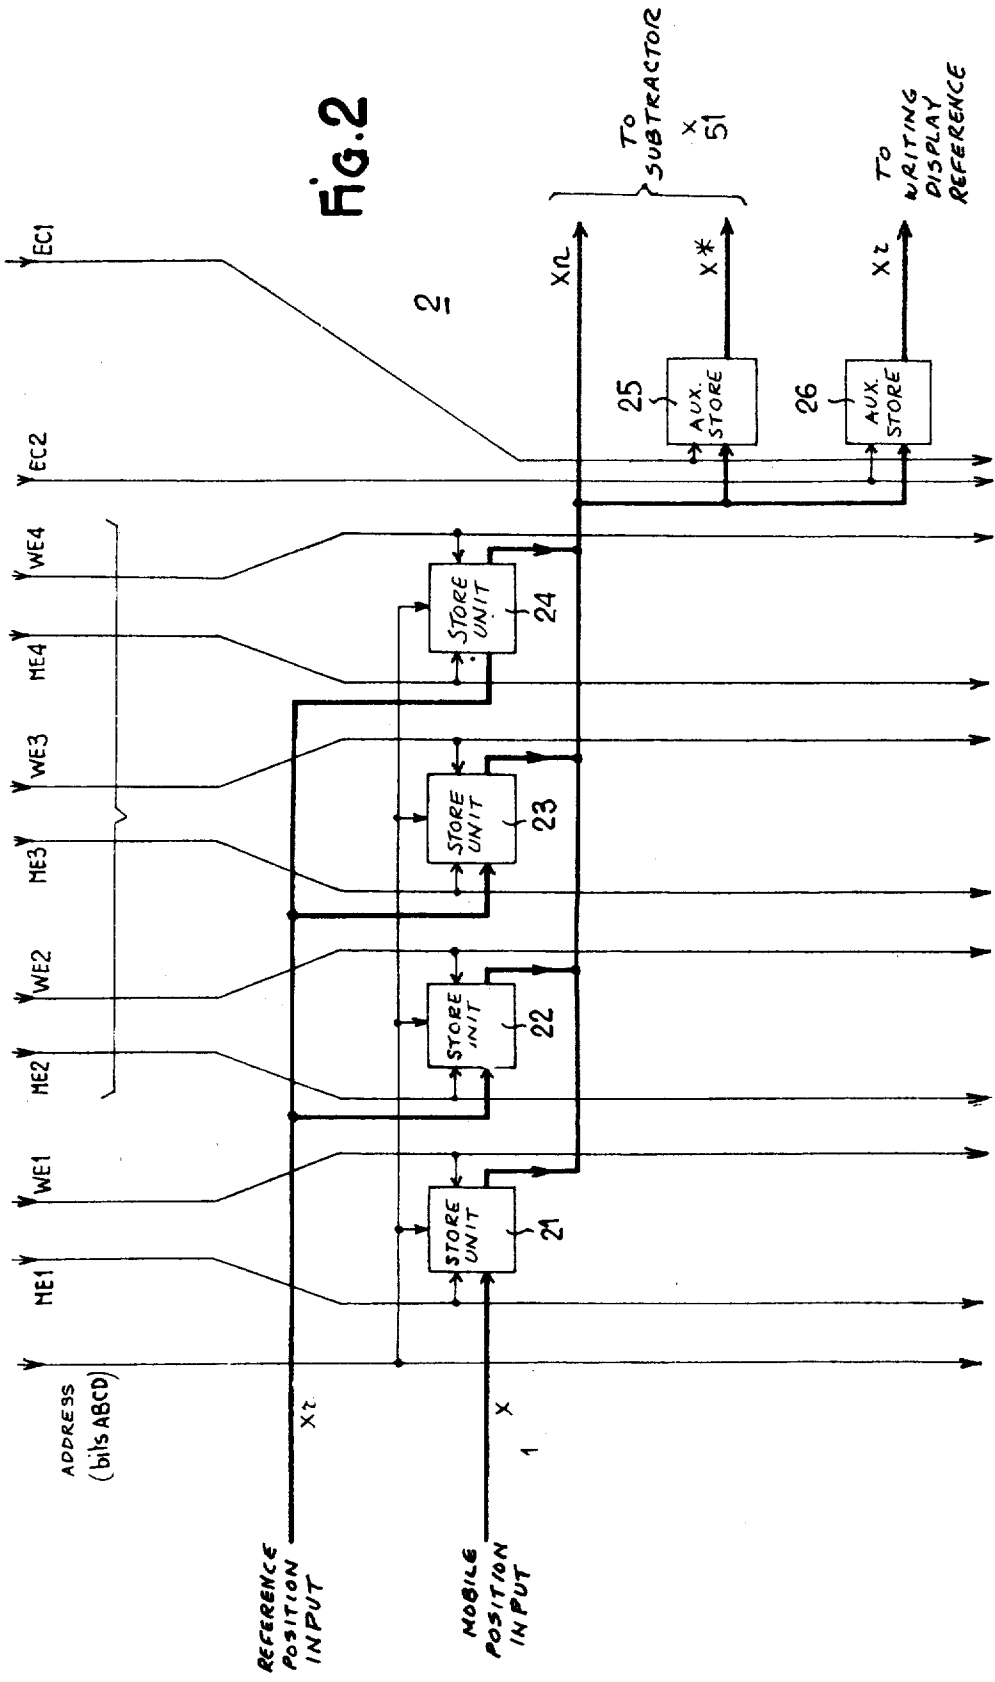 Fig.2
2
ADDRESS
(bits ABCD)
ME1
WE1
ME2
WE2
ME3
WE3
ME4
WE4
EC2
EC1
REFERENCE
POSITION
INPUT
Xr
MOBILE
POSITION
INPUT
X
1
STORE
UNIT
21
STORE
UNIT
22
STORE
UNIT
23
STORE
UNIT
24
AUX.
STORE
25
AUX.
STORE
26
Xn
X*
Xr
TO
SUBTRACTOR
X
51
TO
WRITING
DISPLAY
REFERENCE